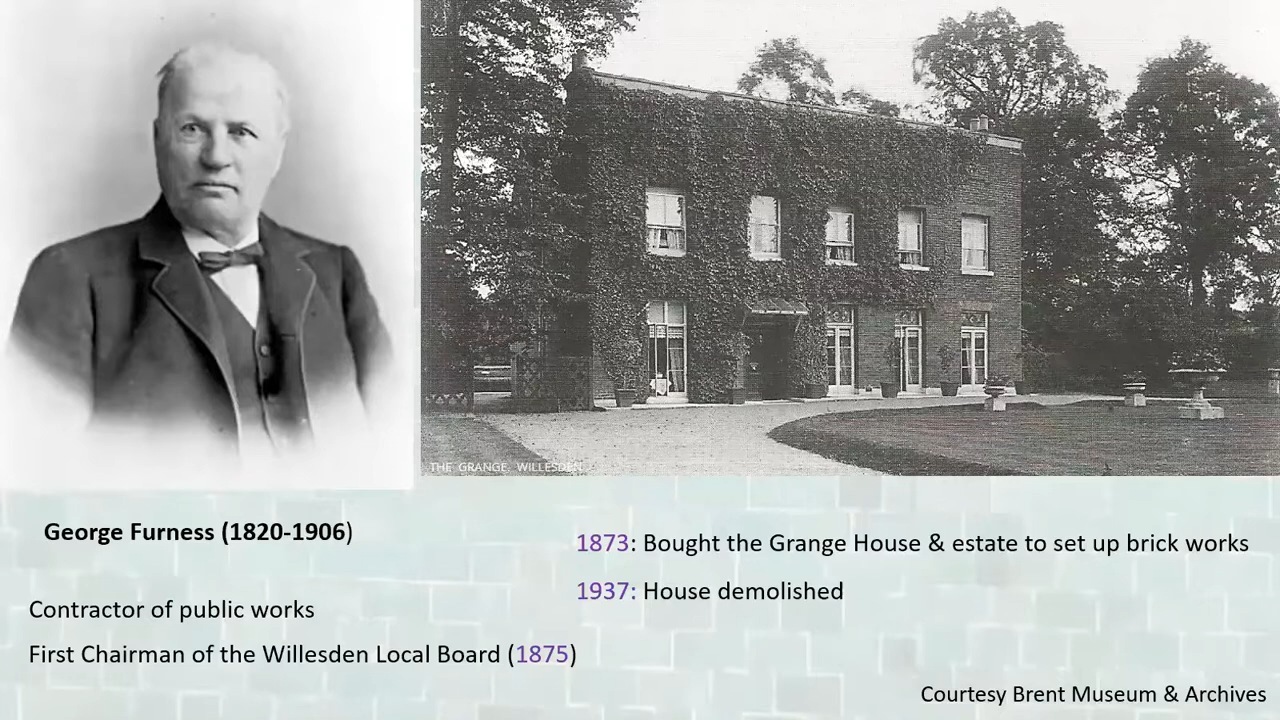 THE GRANGE. WILLESDEN
George Furness (1820-1906)
Contractor of public works
First Chairman of the Willesden Local Board (1875)
1873: Bought the Grange House & estate to set up brick works
1937: House demolished
Courtesy Brent Museum & Archives